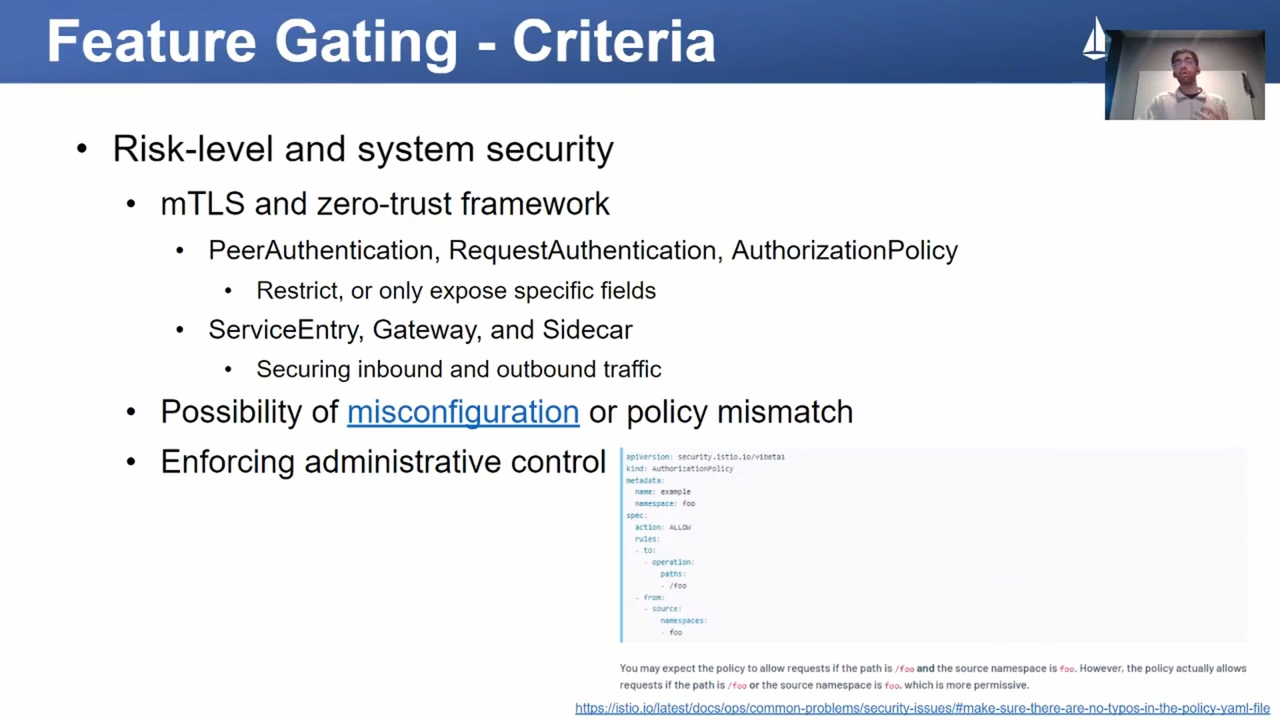 Feature Gating - Criteria
• Risk-level and system security
• mTLS and zero-trust framework
• PeerAuthentication, RequestAuthentication, AuthorizationPolicy
• Restrict, or only expose specific fields
• ServiceEntry, Gateway, and Sidecar
• Securing inbound and outbound traffic
• Possibility of misconfiguration or policy mismatch
• Enforcing administrative control
apiversion: security.istio.io/v1beta1
kind: AuthorizationPolicy
metadata:
name: example
namespace: foo
spec:
action: ALLOW
rules:
- to:
- operation:
paths:
- /foo
- from:
- source:
namespaces:
- foo
You may expect the policy to allow requests if the path is /foo and the source namespace is foo. However, the policy actually allows
requests if the path is /foo or the source namespace is foo, which is more permissive.
https://istio.io/latest/docs/ops/common-problems/security-issues/#make-sure-there-are-no-typos-in-the-policy-yaml-file